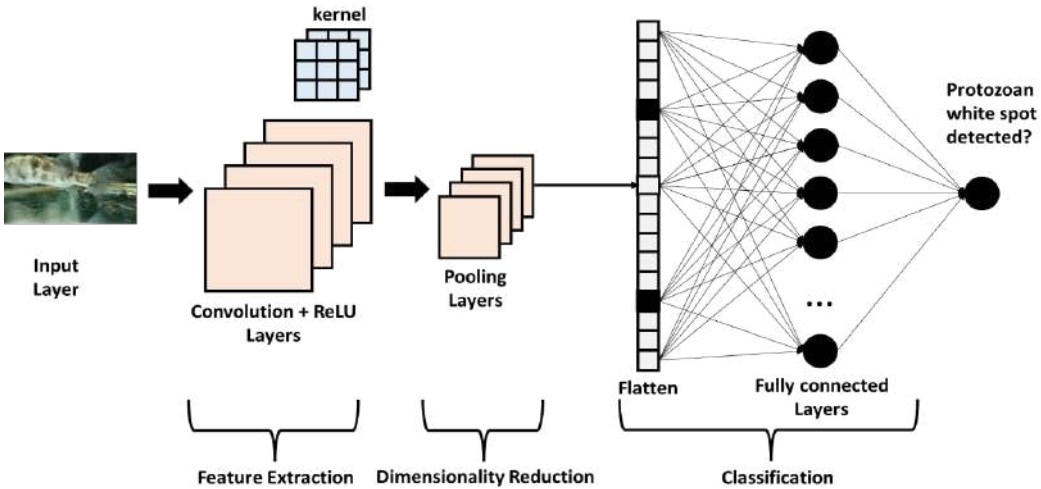 kernel
Protozoan
white spot
detected?
Input
Layer
Convolution + ReLU
Layers
Pooling
Layers
...
Flatten
Fully connected
Layers
Feature Extraction
Dimensionality Reduction
Classification